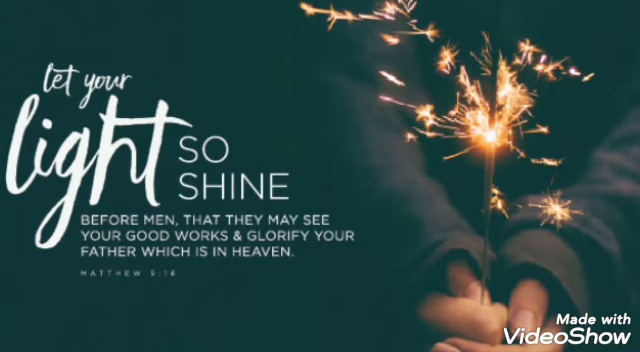 let your
light SO
SHINE
BEFORE MEN, THAT THEY MAY SEE
YOUR GOOD WORKS & GLORIFY YOUR
FATHER WHICH IS IN HEAVEN.
MATTHEW 5:16
Made with
VideoShow